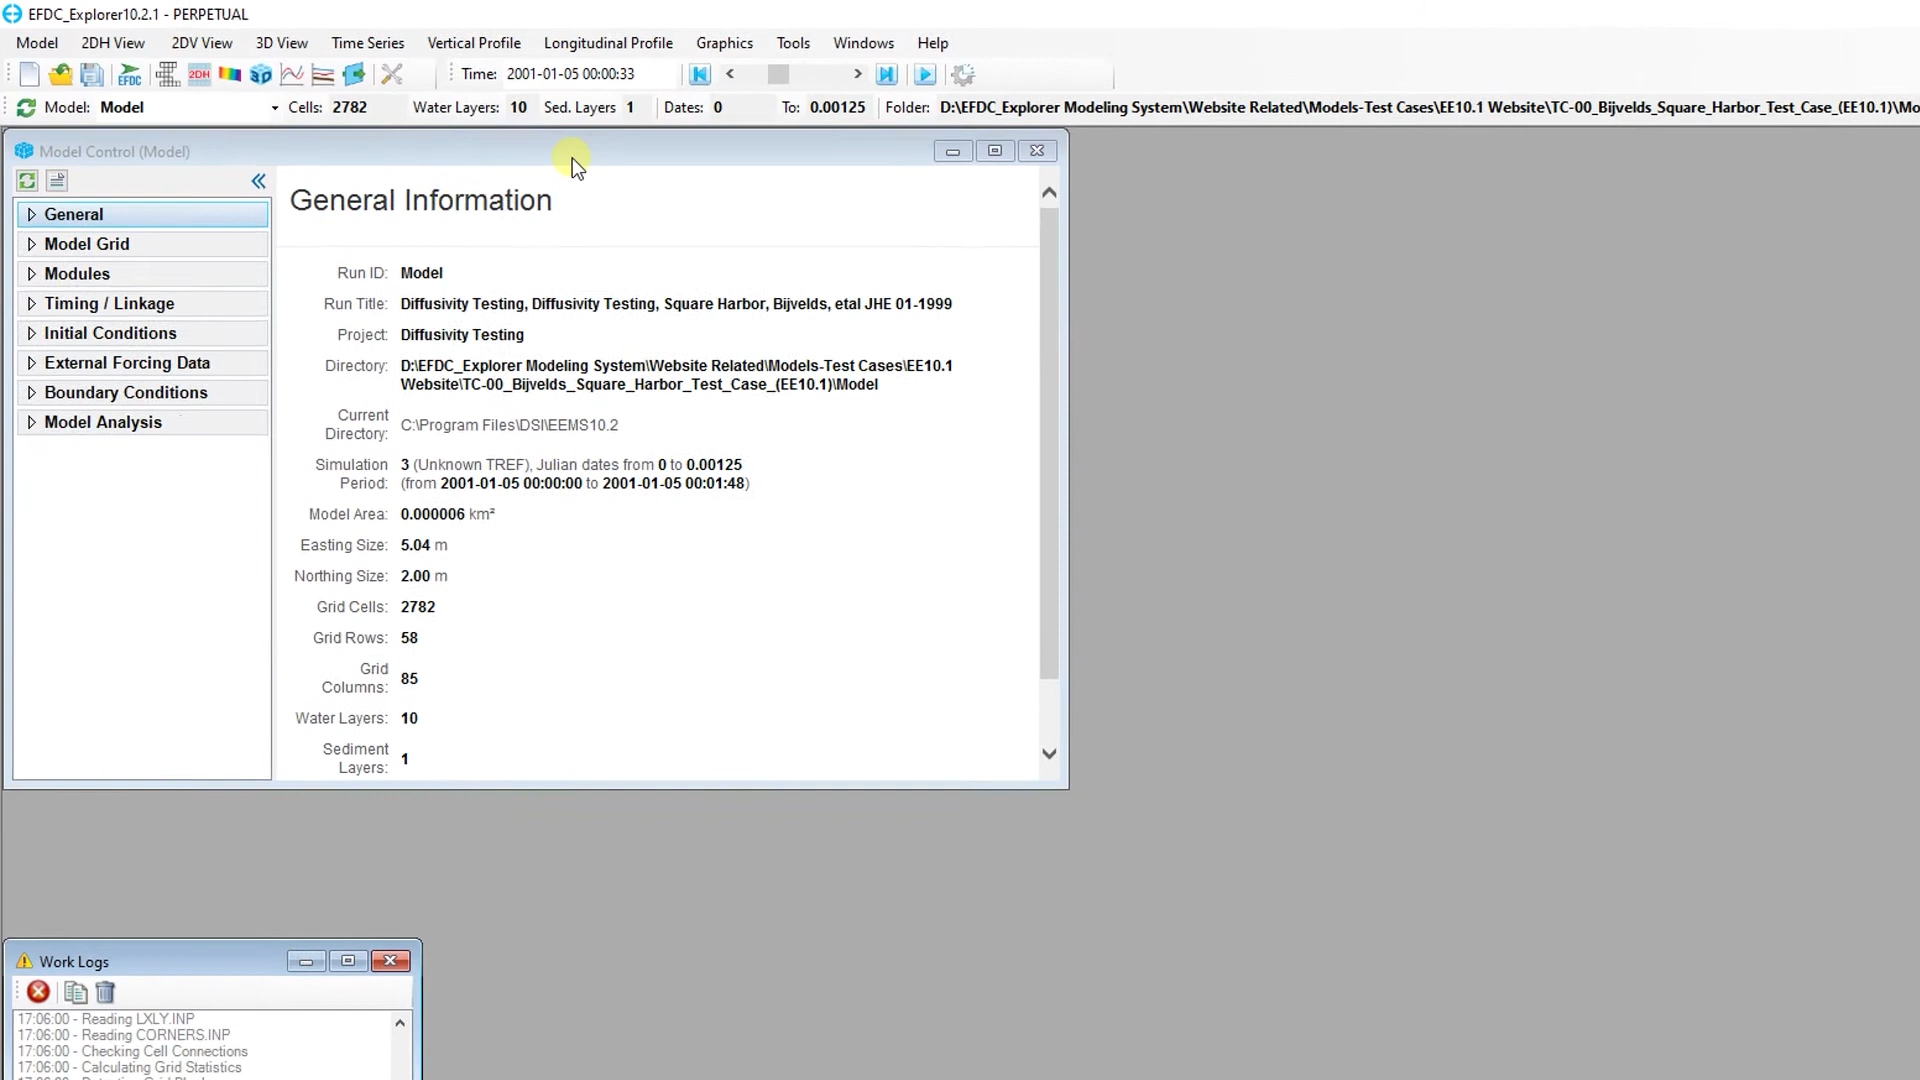 EFDC_Explorer10.2.1 - PERPETUAL
Model 2DH View 2DV View 3D View Time Series Vertical Profile Longitudinal Profile Graphics Tools Windows Help
EFDC 2DH 3D Time: 2001-01-05 00:00:33
Model: Model Cells: 2782 Water Layers: 10 Sed. Layers 1 Dates: 0 To: 0.00125 Folder: D:\EFDC_Explorer Modeling System\Website Related\Models-Test Cases\EE10.1 Website\TC-00_Bijvelds_Square_Harbor_Test_Case_(EE10.1)\Mo
Model Control (Model)
General
Model Grid
Modules
Timing / Linkage
Initial Conditions
External Forcing Data
Boundary Conditions
Model Analysis
General Information
Run ID: Model
Run Title: Diffusivity Testing, Diffusivity Testing, Square Harbor, Bijvelds, etal JHE 01-1999
Project: Diffusivity Testing
Directory: D:\EFDC_Explorer Modeling System\Website Related\Models-Test Cases\EE10.1
Website\TC-00_Bijvelds_Square_Harbor_Test_Case_(EE10.1)\Model
Current
Directory: C:\Program Files\DSI\EEMS10.2
Simulation 3 (Unknown TREF), Julian dates from 0 to 0.00125
Period: (from 2001-01-05 00:00:00 to 2001-01-05 00:01:48)
Model Area: 0.000006 km²
Easting Size: 5.04 m
Northing Size: 2.00 m
Grid Cells: 2782
Grid Rows: 58
Grid
Columns: 85
Water Layers: 10
Sediment
Layers: 1
Work Logs
17:06:00 - Reading LXLY.INP
17:06:00 - Reading CORNERS.INP
17:06:00 - Checking Cell Connections
17:06:00 - Calculating Grid Statistics